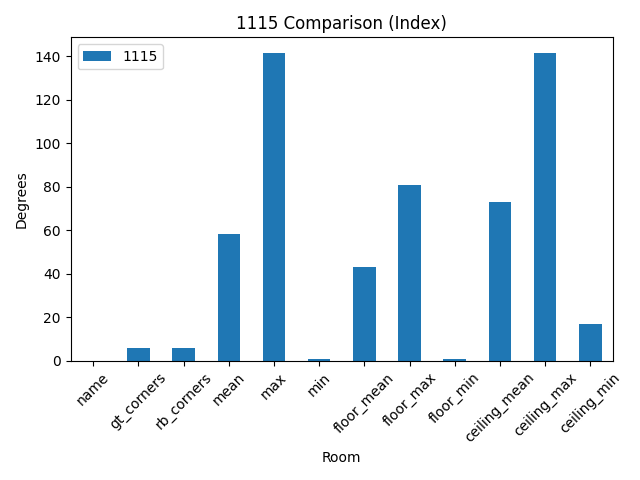 1115 Comparison (Index)
1115
Degrees
140
120
100
80
60
40
20
0
name
gt_corners
rb_corners
mean
max
min
floor_mean
floor_max
floor_min
ceiling_mean
ceiling_max
ceiling_min
Room